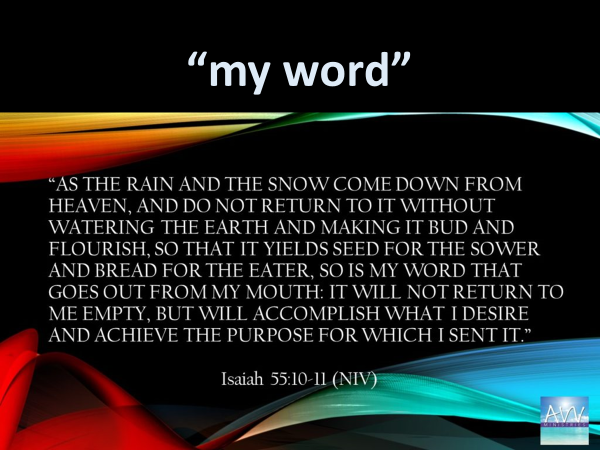 “my word”
“AS THE RAIN AND THE SNOW COME DOWN FROM
HEAVEN, AND DO NOT RETURN TO IT WITHOUT
WATERING THE EARTH AND MAKING IT BUD AND
FLOURISH, SO THAT IT YIELDS SEED FOR THE SOWER
AND BREAD FOR THE EATER, SO IS MY WORD THAT
GOES OUT FROM MY MOUTH: IT WILL NOT RETURN TO
ME EMPTY, BUT WILL ACCOMPLISH WHAT I DESIRE
AND ACHIEVE THE PURPOSE FOR WHICH I SENT IT.”
Isaiah 55:10-11 (NIV)
AW
MINISTRIES